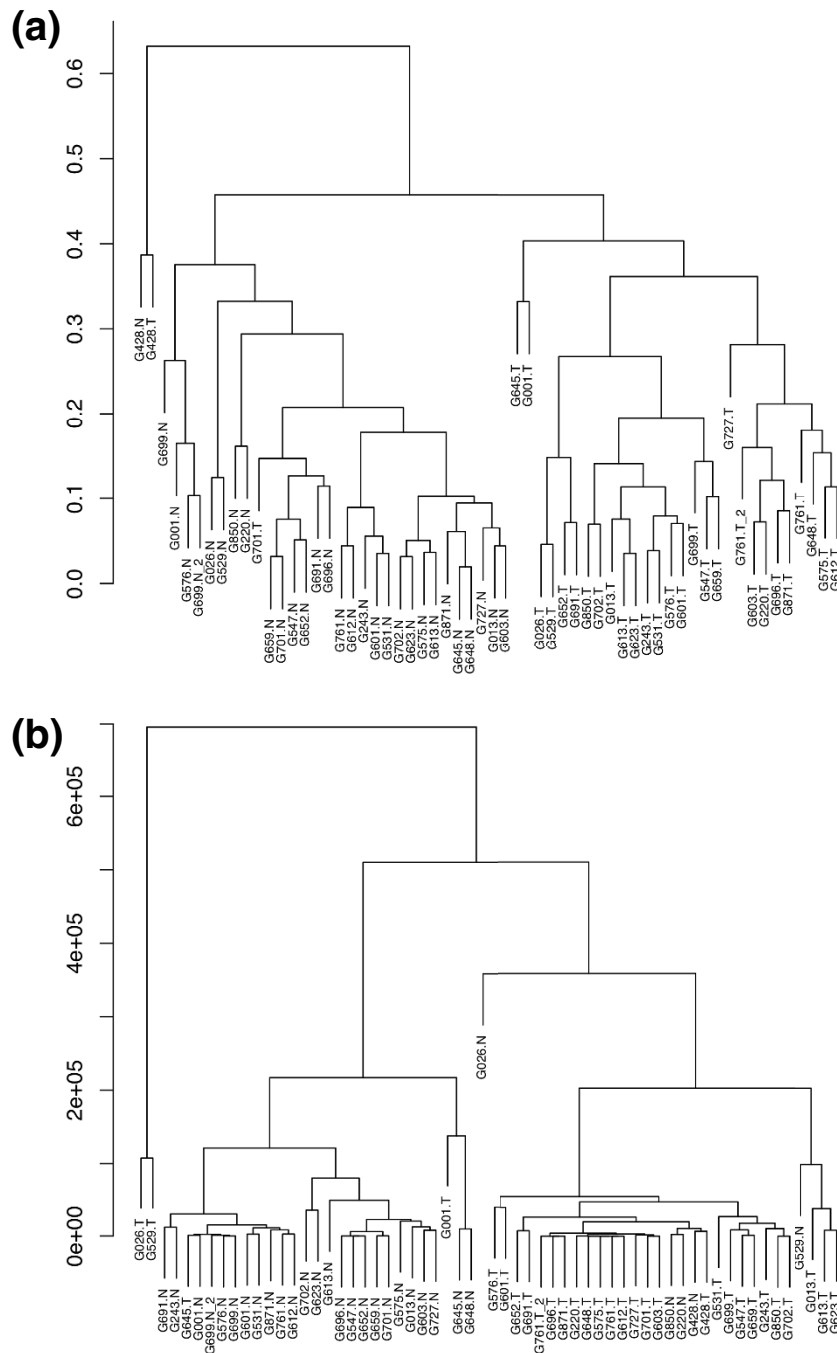 (a)
0.6
0.5
0.4
0.3
0.2
0.1
0.0
G428.N
G428.T
G699.N
G001.N
G576.N
G699.N_2
G026.N
G529.N
G850.N
G220.N
G701.T
G659.N
G701.N
G547.N
G652.N
G691.N
G696.N
G761.N
G612.N
G243.N
G601.N
G531.N
G702.N
G623.N
G575.N
G613.N
G871.N
G645.N
G648.N
G727.N
G013.N
G603.N
G645.T
G001.T
G026.T
G529.T
G652.T
G691.T
G850.T
G702.T
G013.T
G613.T
G623.T
G243.T
G531.T
G576.T
G601.T
G699.T
G547.T
G659.T
G727.T
G761.T_2
G603.T
G220.T
G696.T
G871.T
G761.T
G648.T
G575.T
G612.T
(b)
6e+05
4e+05
2e+05
0e+00
G026.T
G529.T
G691.N
G243.N
G645.T
G001.N
G699.N_2
G576.N
G699.N
G601.N
G531.N
G871.N
G761.N
G612.N
G702.N
G623.N
G613.N
G696.N
G547.N
G652.N
G659.N
G701.N
G575.N
G013.N
G603.N
G727.N
G001.T
G645.N
G648.N
G026.N
G576.T
G601.T
G652.T
G691.T
G761.T_2
G696.T
G871.T
G220.T
G648.T
G575.T
G761.T
G612.T
G727.T
G701.T
G603.T
G850.N
G220.N
G428.N
G428.T
G531.T
G699.T
G547.T
G659.T
G243.T
G850.T
G702.T
G529.N
G013.T
G613.T
G623.T